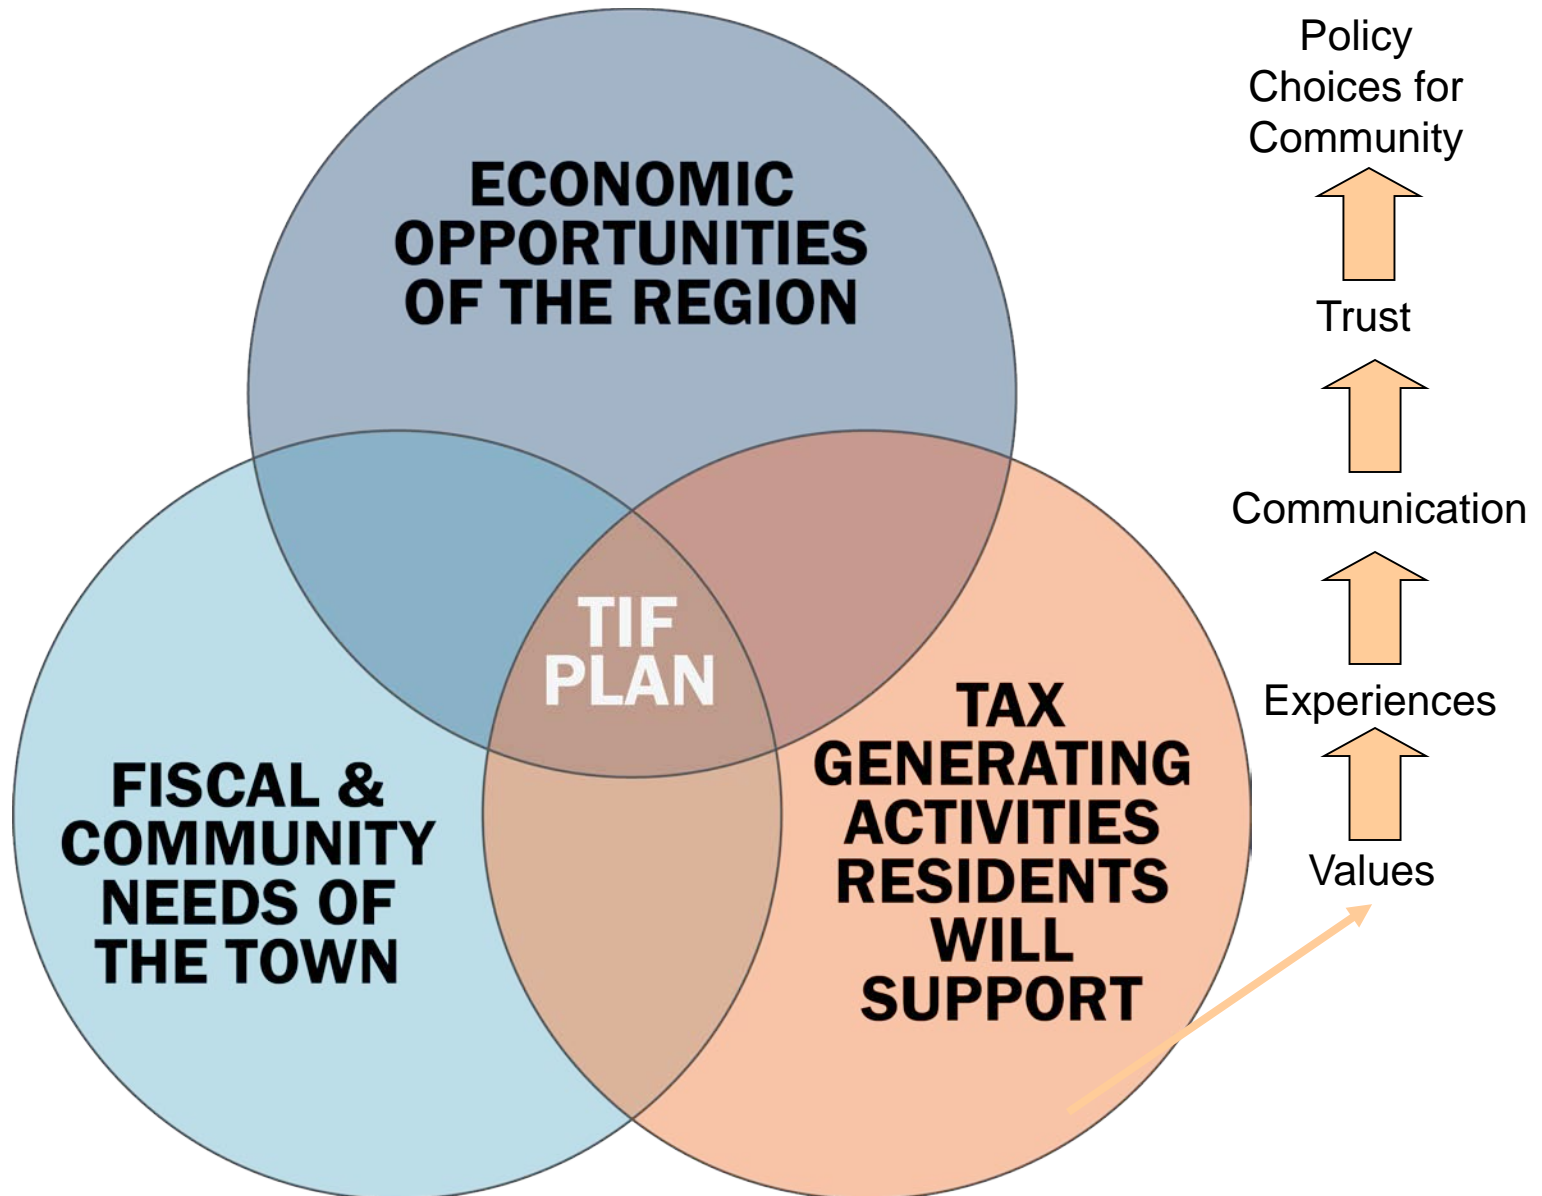 ECONOMIC
OPPORTUNITIES
OF THE REGION
TIF
PLAN
FISCAL &
COMMUNITY
NEEDS OF
THE TOWN
TAX
GENERATING
ACTIVITIES
RESIDENTS
WILL
SUPPORT
Policy
Choices for
Community
Trust
Communication
Experiences
Values